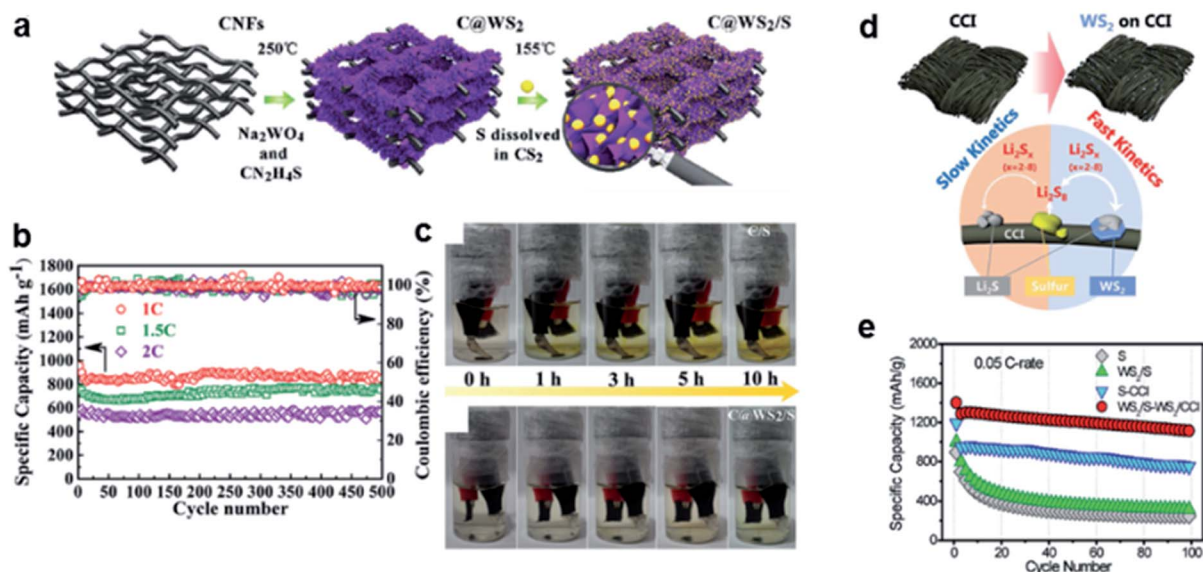 a
CNFs
250℃
Na2WO4
and
CN2H4S
C@WS2
155℃
S dissolved
in CS2
C@WS2/S
b
Specific Capacity (mAh g-1)
1800
1600
1400
1200
1000
800
600
400
200
0
1C
1.5C
2C
100
80
60
40
20
0
Coulombic efficiency (%)
0 50 100 150 200 250 300 350 400 450 500
Cycle number
c
C/S
0 h 1 h 3 h 5 h 10 h
C@WS2/S
d
CCI
WS2 on CCI
Slow Kinetics
Fast Kinetics
Li2Sx
(x=2-8)
Li2Sx
(x=2-8)
Li2S8
CCI
Li2S
Sulfur
WS2
e
Specific Capacity (mAh/g)
2000
1600
1200
800
400
0
0.05 C-rate
S
WS2/S
S-CCI
WS2/S-WS2/CCI
0 20 40 60 80 100
Cycle Number